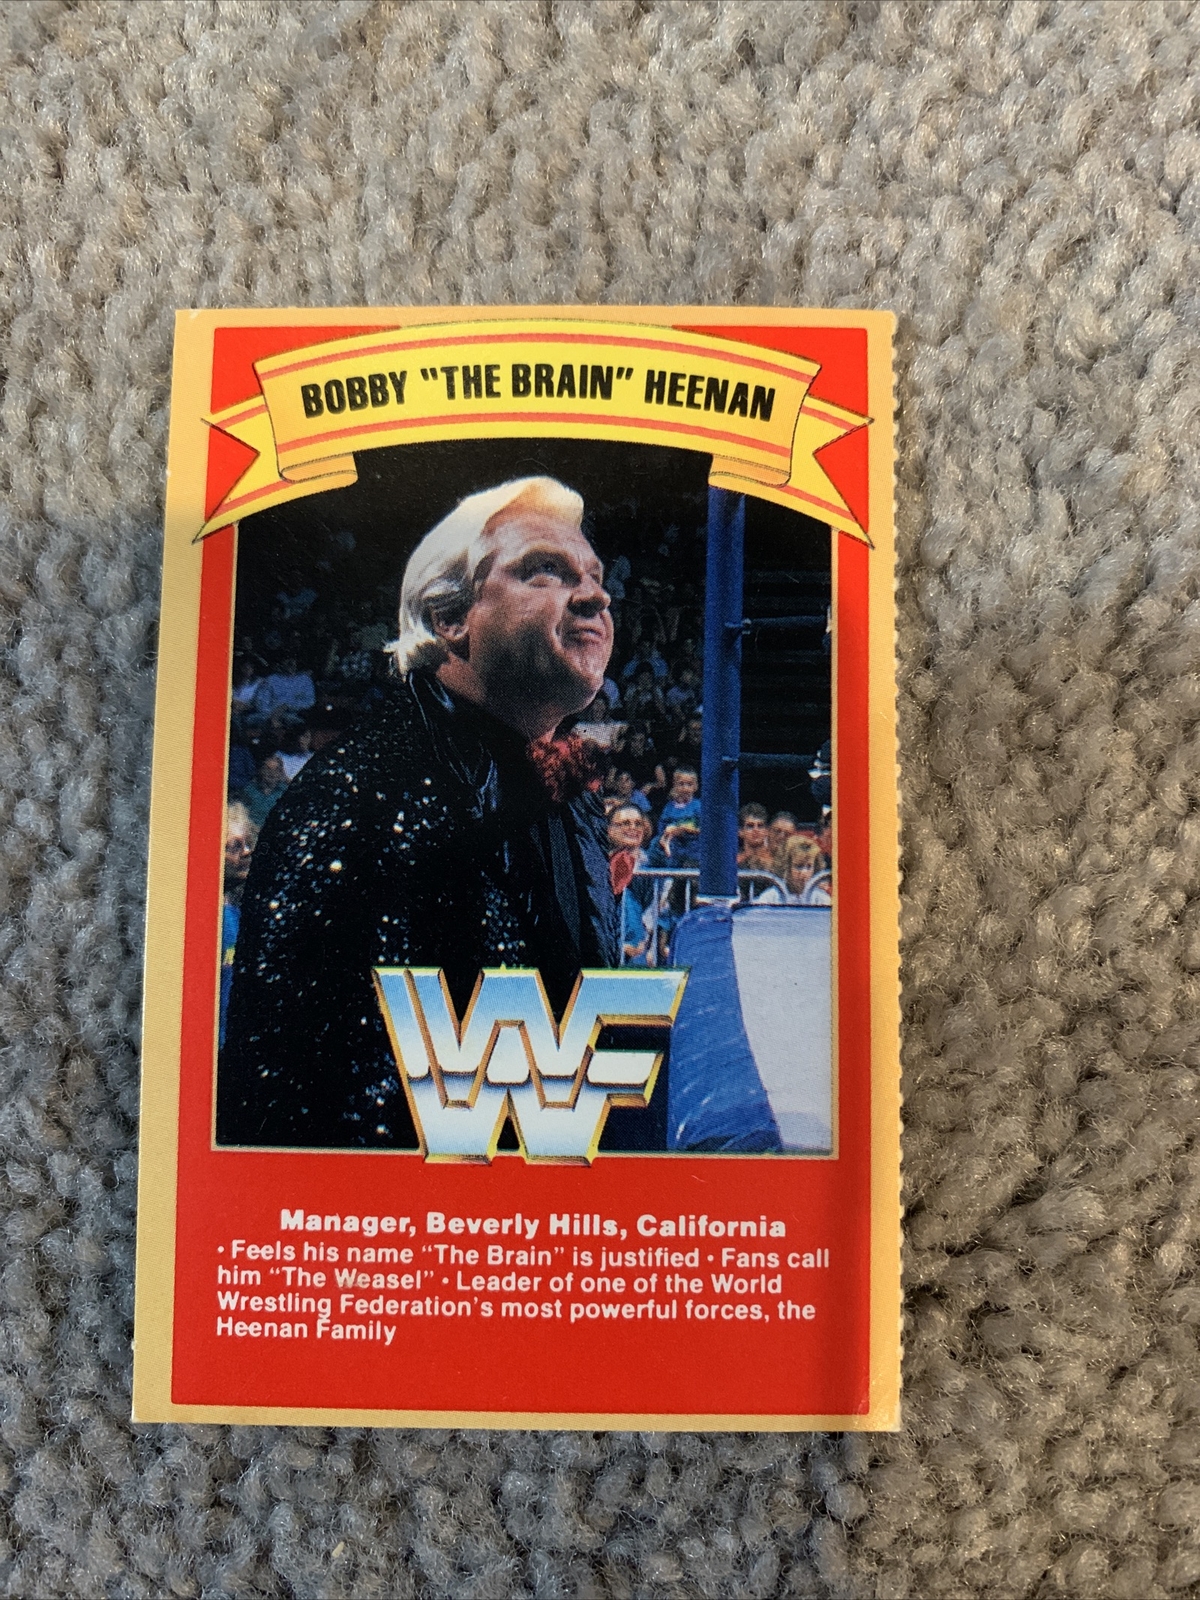 BOBBY "THE BRAIN" HEENAN
WF
Manager, Beverly Hills, California
• Feels his name "The Brain" is justified • Fans call
him "The Weasel" • Leader of one of the World
Wrestling Federation's most powerful forces, the
Heenan Family